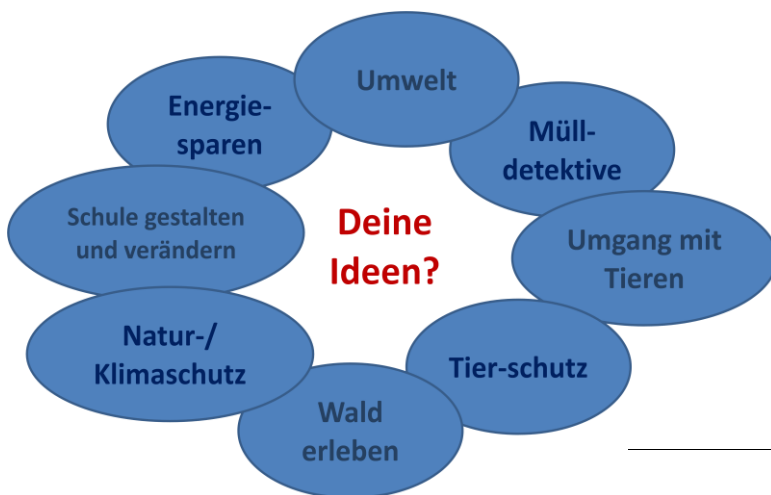 Umwelt
Energie-
sparen
Müll-
detektive
Schule gestalten
und verändern
Deine
Ideen?
Umgang mit
Tieren
Natur-/
Klimaschutz
Tier-schutz
Wald
erleben